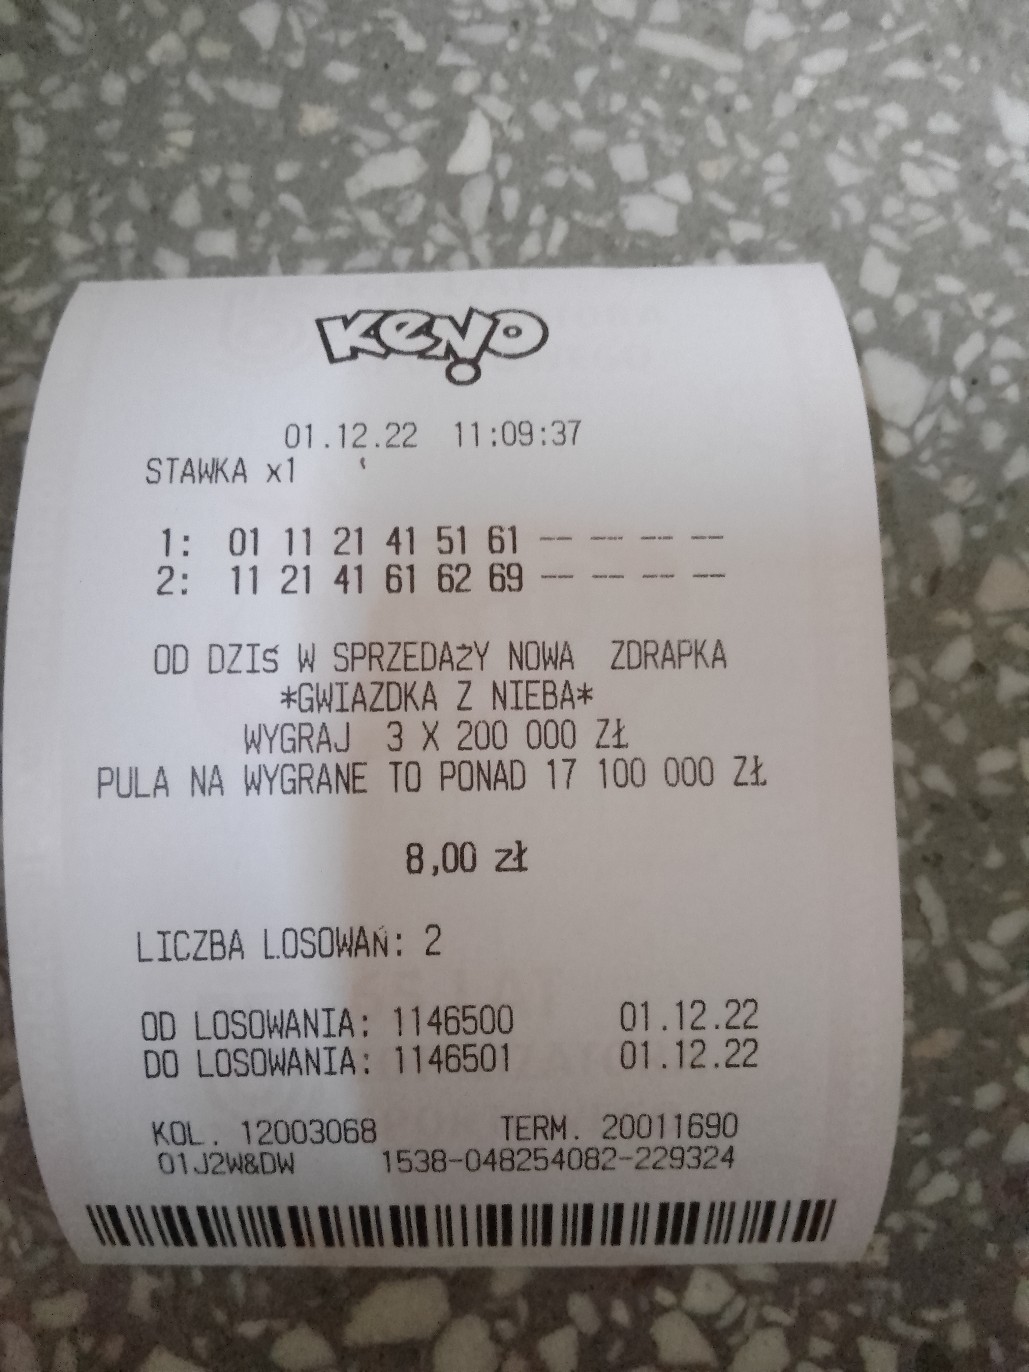 KENO
01.12.22 11:09:37
STAWKA x1
1: 01 11 21 41 51 61 -- -- -- --
2: 11 21 41 61 62 69 -- -- -- --
OD DZIŚ W SPRZEDAŻY NOWA ZDRAPKA
*GWIAZDKA Z NIEBA*
WYGRAJ 3 X 200 000 ZŁ
PULA NA WYGRANE TO PONAD 17 100 000 ZŁ
8,00 zł
LICZBA LOSOWAŃ: 2
OD LOSOWANIA: 1146500 01.12.22
DO LOSOWANIA: 1146501 01.12.22
KOL. 12003068 TERM. 20011690
01J2W&DW 1538-048254082-229324